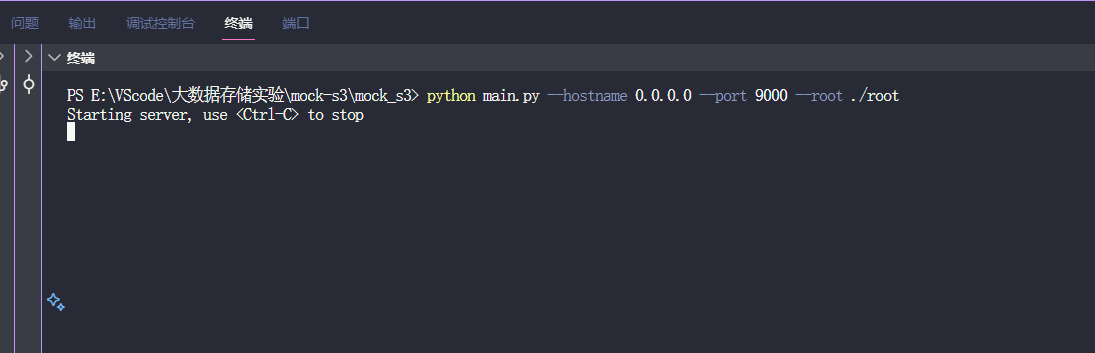 问题 输出 调试控制台 终端 端口
终端
PS E:\VScode\大数据存储实验\mock-s3\mock_s3> python main.py --hostname 0.0.0.0 --port 9000 --root ./root
Starting server, use <Ctrl-C> to stop